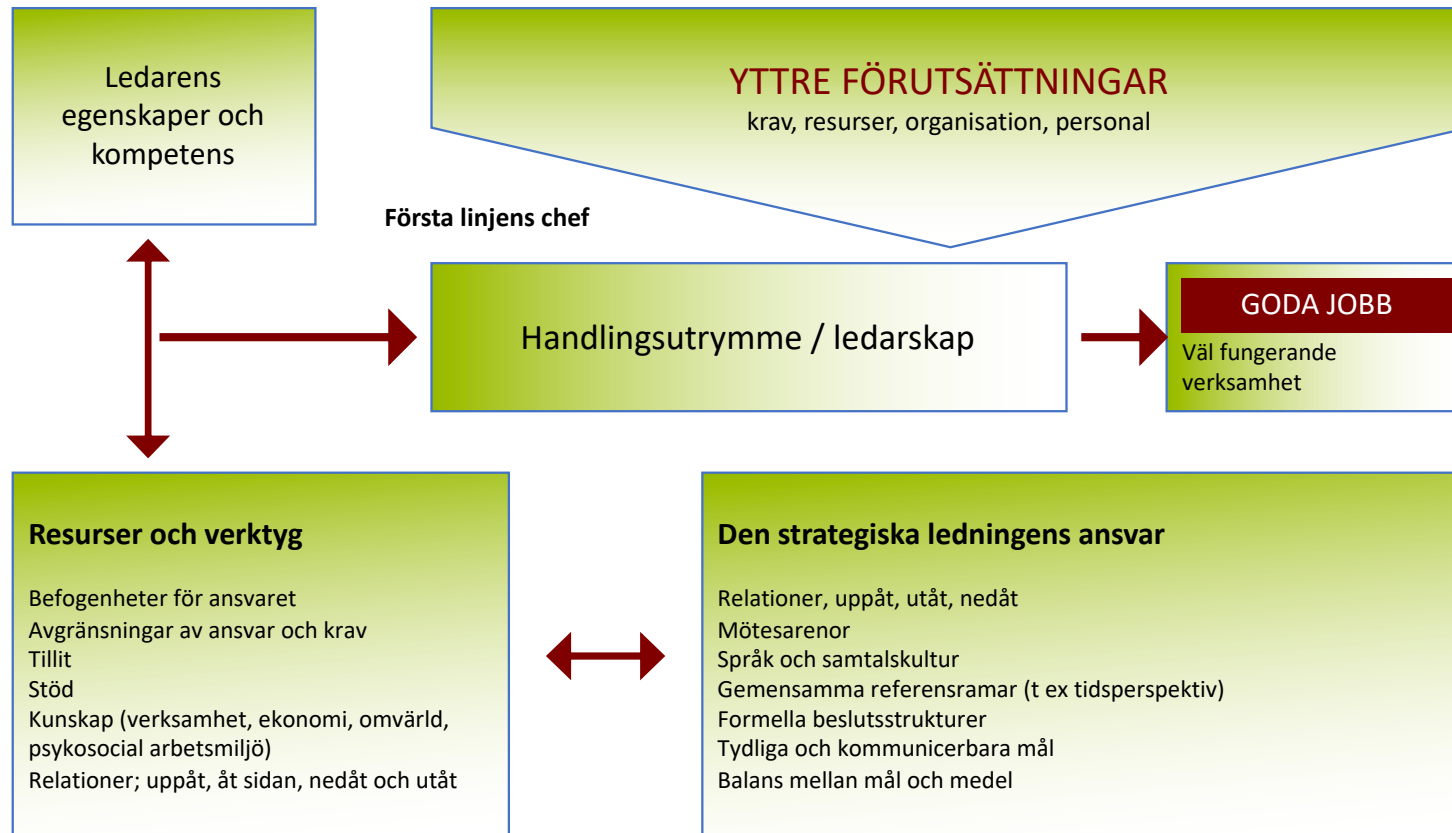 Ledarens
egenskaper och
kompetens
YTTRE FÖRUTSÄTTNINGAR
krav, resurser, organisation, personal
Första linjens chef
Handlingsutrymme / ledarskap
GODA JOBB
Väl fungerande
verksamhet
Resurser och verktyg
Befogenheter för ansvaret
Avgränsningar av ansvar och krav
Tillit
Stöd
Kunskap (verksamhet, ekonomi, omvärld,
psykosocial arbetsmiljö)
Relationer; uppåt, åt sidan, nedåt och utåt
Den strategiska ledningens ansvar
Relationer, uppåt, utåt, nedåt
Mötesarenor
Språk och samtalskultur
Gemensamma referensramar (t ex tidsperspektiv)
Formella beslutsstrukturer
Tydliga och kommunicerbara mål
Balans mellan mål och medel